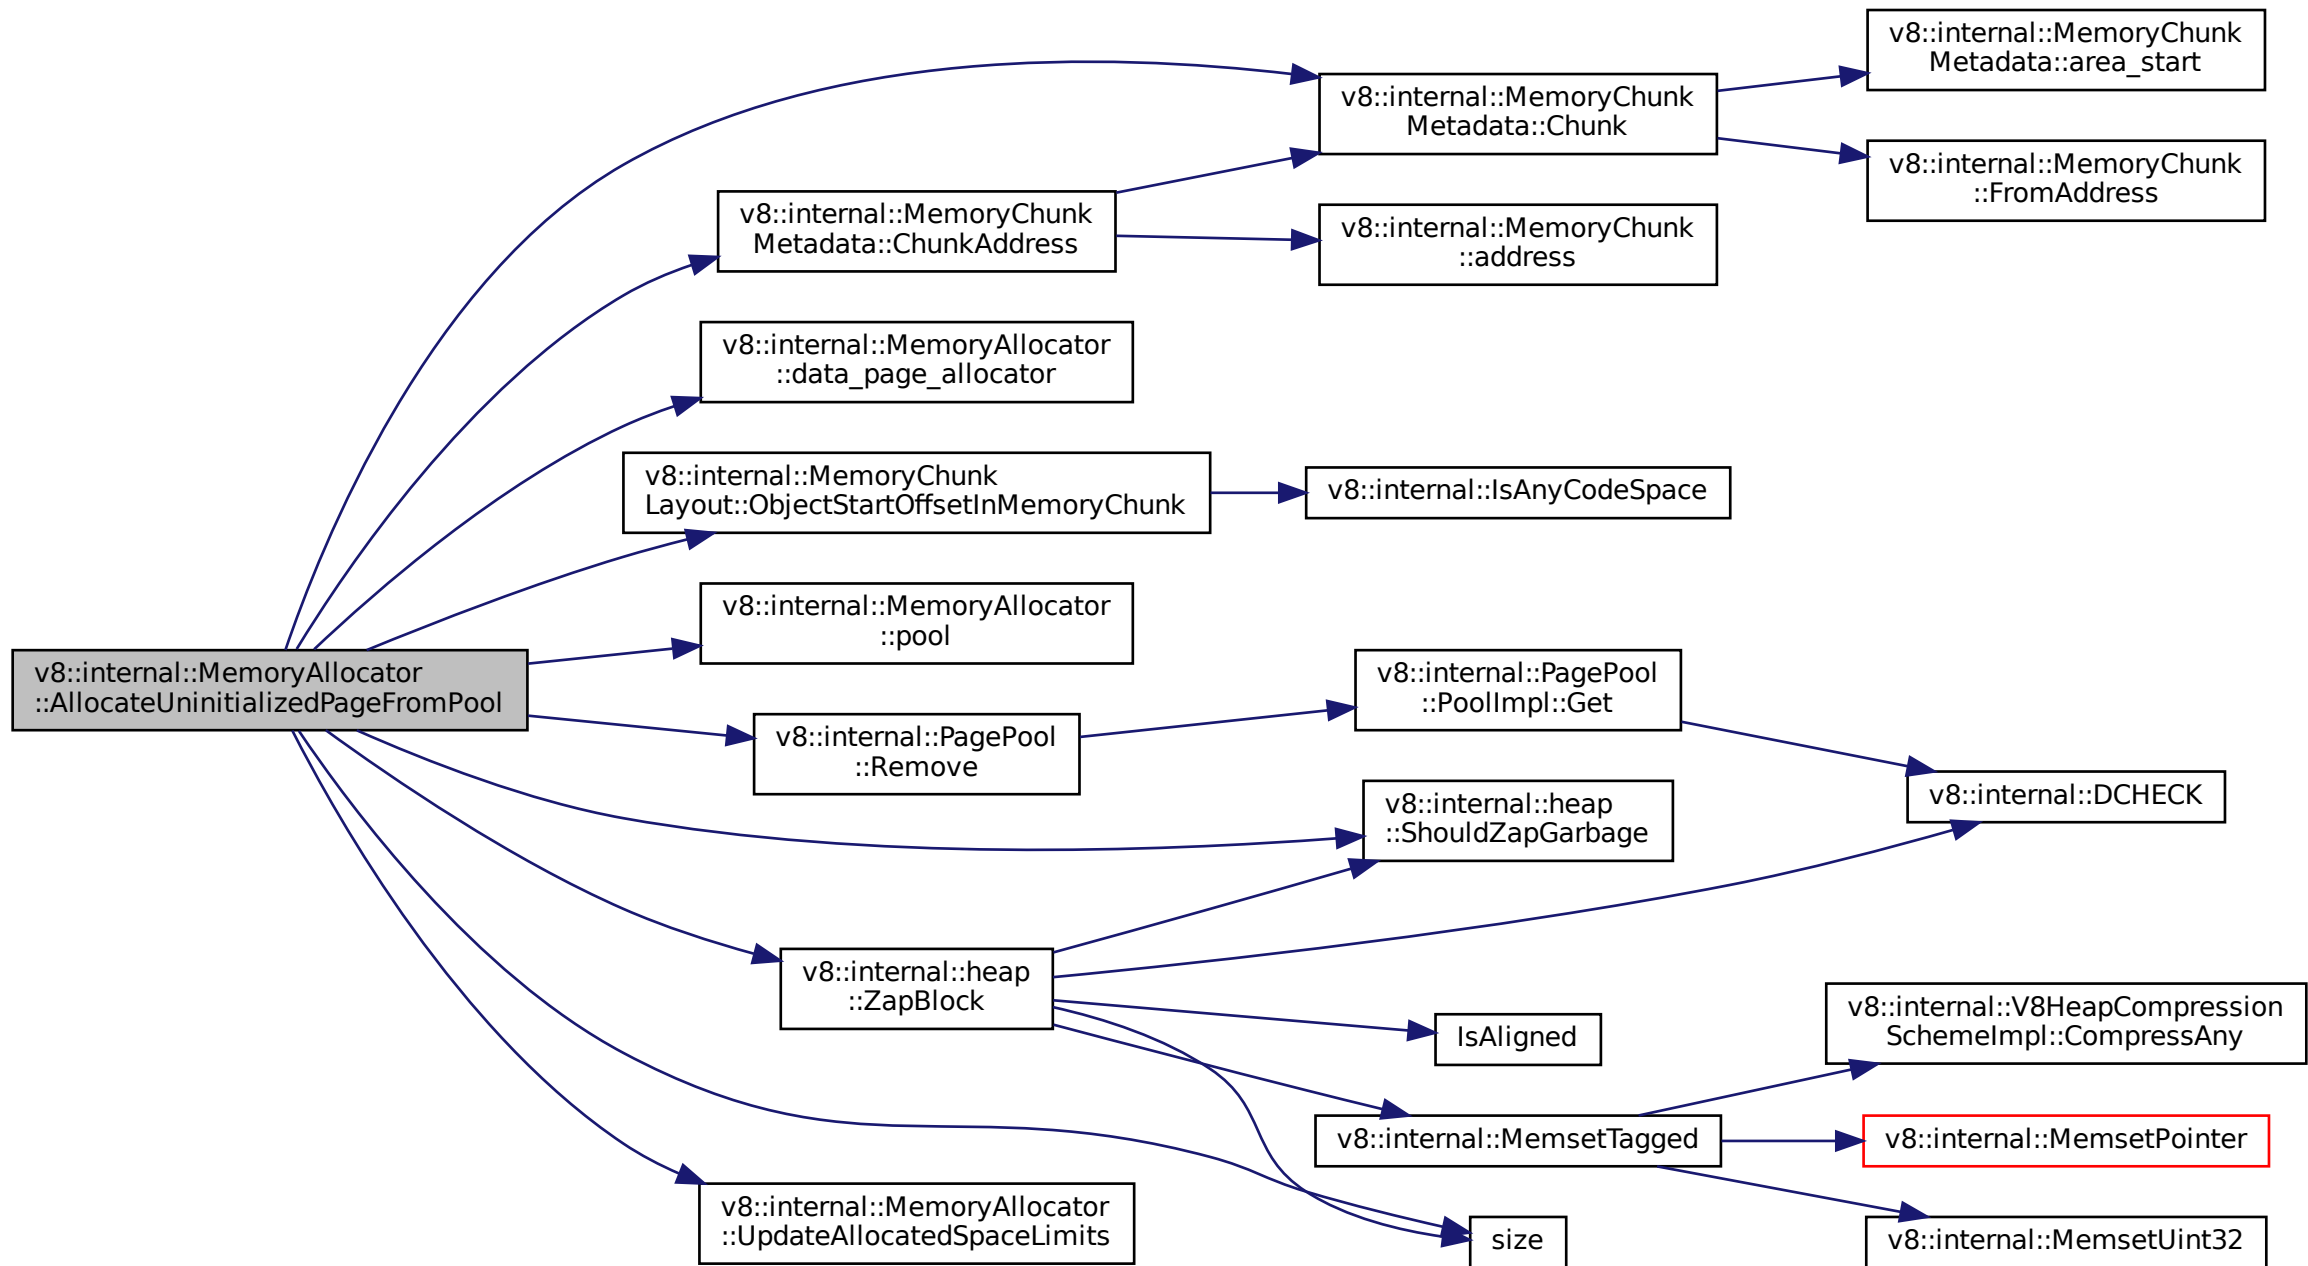 v8::internal::MemoryChunk
Metadata::area_start
v8::internal::MemoryChunk
Metadata::Chunk
v8::internal::MemoryChunk
::FromAddress
v8::internal::MemoryChunk
Metadata::ChunkAddress
v8::internal::MemoryChunk
::address
v8::internal::MemoryAllocator
::data_page_allocator
v8::internal::MemoryChunk
Layout::ObjectStartOffsetInMemoryChunk
v8::internal::IsAnyCodeSpace
v8::internal::MemoryAllocator
::pool
v8::internal::MemoryAllocator
::AllocateUninitializedPageFromPool
v8::internal::PagePool
::PoolImpl::Get
v8::internal::PagePool
::Remove
v8::internal::DCHECK
v8::internal::heap
::ShouldZapGarbage
v8::internal::heap
::ZapBlock
IsAligned
v8::internal::V8HeapCompression
SchemeImpl::CompressAny
v8::internal::MemsetTagged
v8::internal::MemsetPointer
v8::internal::MemoryAllocator
::UpdateAllocatedSpaceLimits
size
v8::internal::MemsetUint32